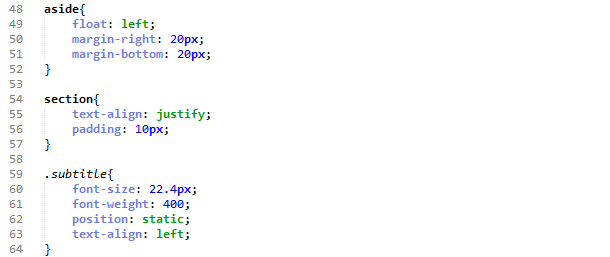 48 aside{
49 float: left;
50 margin-right: 20px;
51 margin-bottom: 20px;
52 }
53
54 section{
55 text-align: justify;
56 padding: 10px;
57 }
58
59 .subtitle{
60 font-size: 22.4px;
61 font-weight: 400;
62 position: static;
63 text-align: left;
64 }